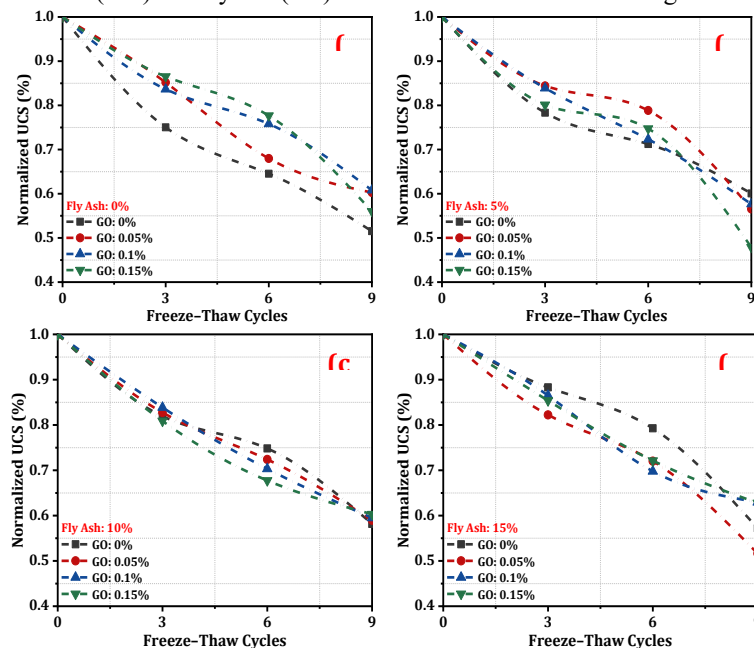 1.0
0.9
0.8
0.7
0.6
0.5
0.4
Normalized UCS (%)
Fly Ash: 0%
GO: 0%
GO: 0.05%
GO: 0.1%
GO: 0.15%
0 3 6 9
Freeze–Thaw Cycles
1.0
0.9
0.8
0.7
0.6
0.5
0.4
Normalized UCS (%)
Fly Ash: 5%
GO: 0%
GO: 0.05%
GO: 0.1%
GO: 0.15%
0 3 6 9
Freeze–Thaw Cycles
1.0
0.9
0.8
0.7
0.6
0.5
0.4
Normalized UCS (%)
Fly Ash: 10%
GO: 0%
GO: 0.05%
GO: 0.1%
GO: 0.15%
0 3 6 9
Freeze–Thaw Cycles
1.0
0.9
0.8
0.7
0.6
0.5
0.4
Normalized UCS (%)
Fly Ash: 15%
GO: 0%
GO: 0.05%
GO: 0.1%
GO: 0.15%
0 3 6
Freeze–Thaw Cycles